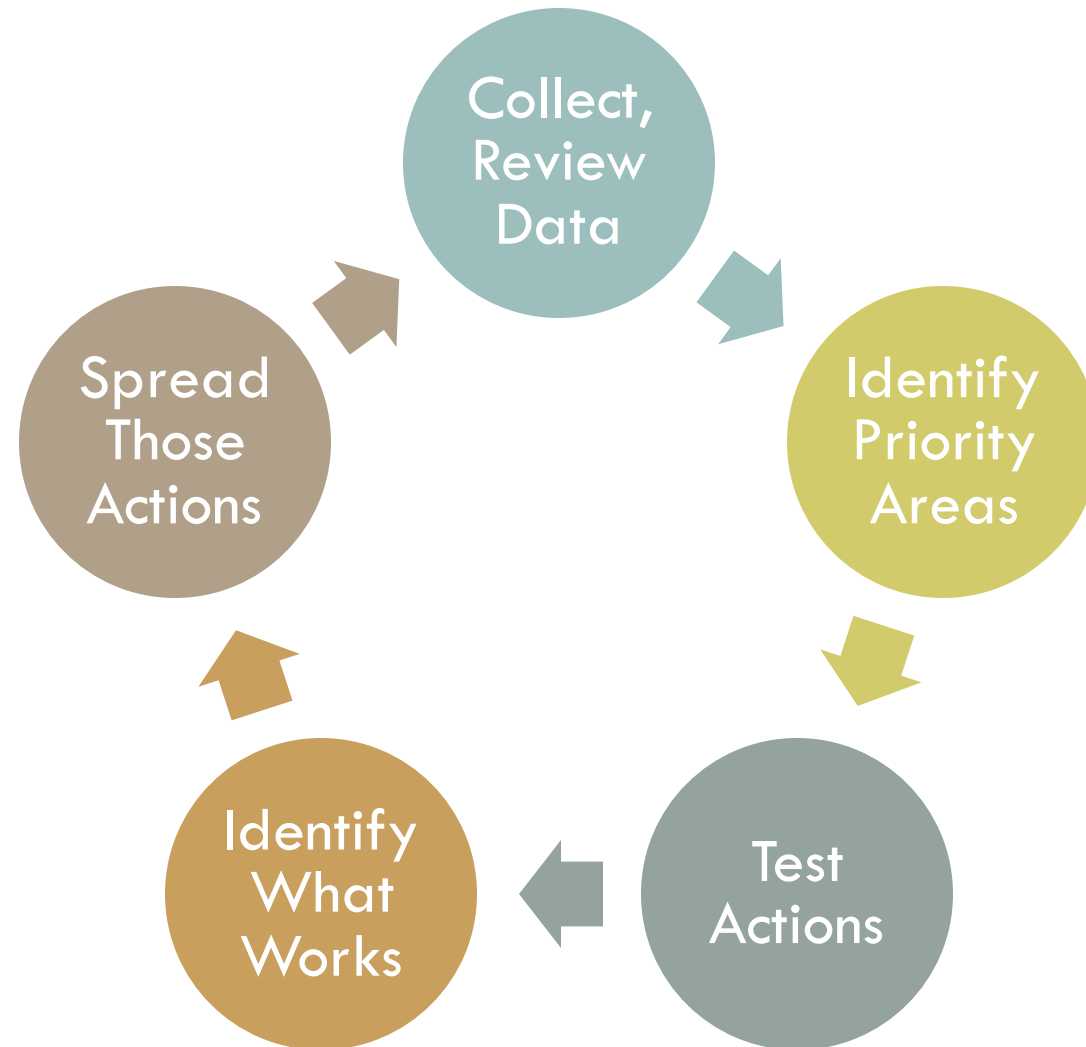 Collect,
Review
Data
Identify
Priority
Areas
Test
Actions
Identify
What
Works
Spread
Those
Actions